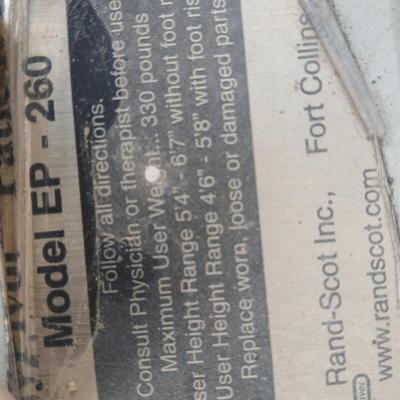 Model EP - 260
Follow all directions.
Consult Physician or therapist before use
Maximum User Weight... 330 pounds
ser Height Range 5'4" - 6'7" without foot
User Height Range 4'6" - 5'8" with foot ris
Replace worn, loose or damaged parts
Rand-Scot Inc., Fort Collins
www.randscot.com